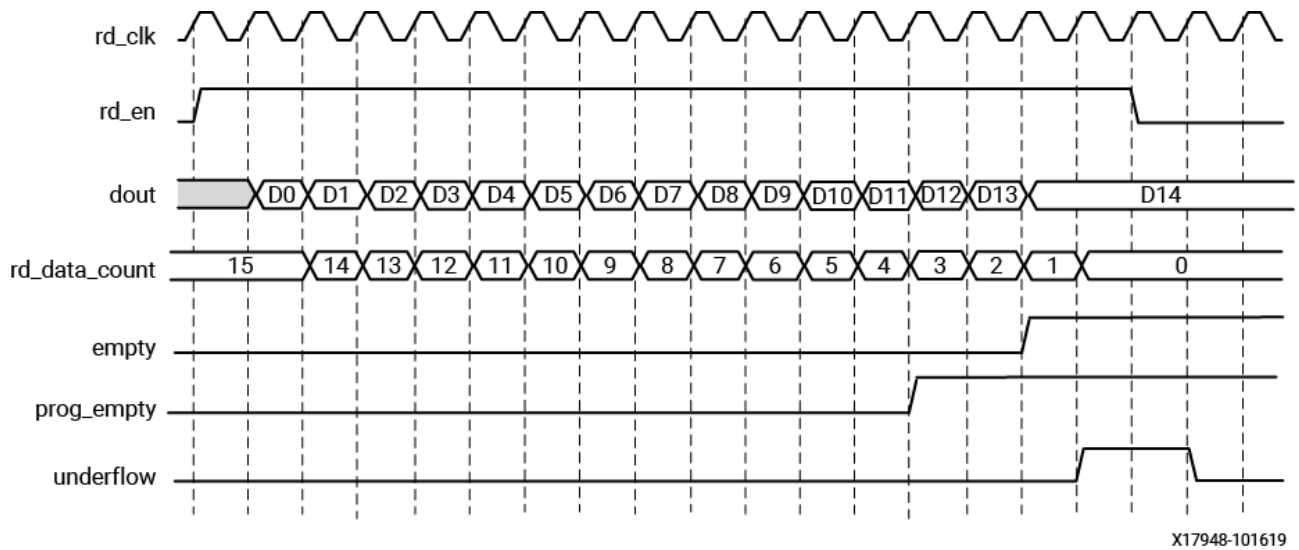 rd_clk
rd_en
dout D0 D1 D2 D3 D4 D5 D6 D7 D8 D9 D10 D11 D12 D13 D14
rd_data_count 15 14 13 12 11 10 9 8 7 6 5 4 3 2 1 0
empty
prog_empty
underflow
X17948-101619